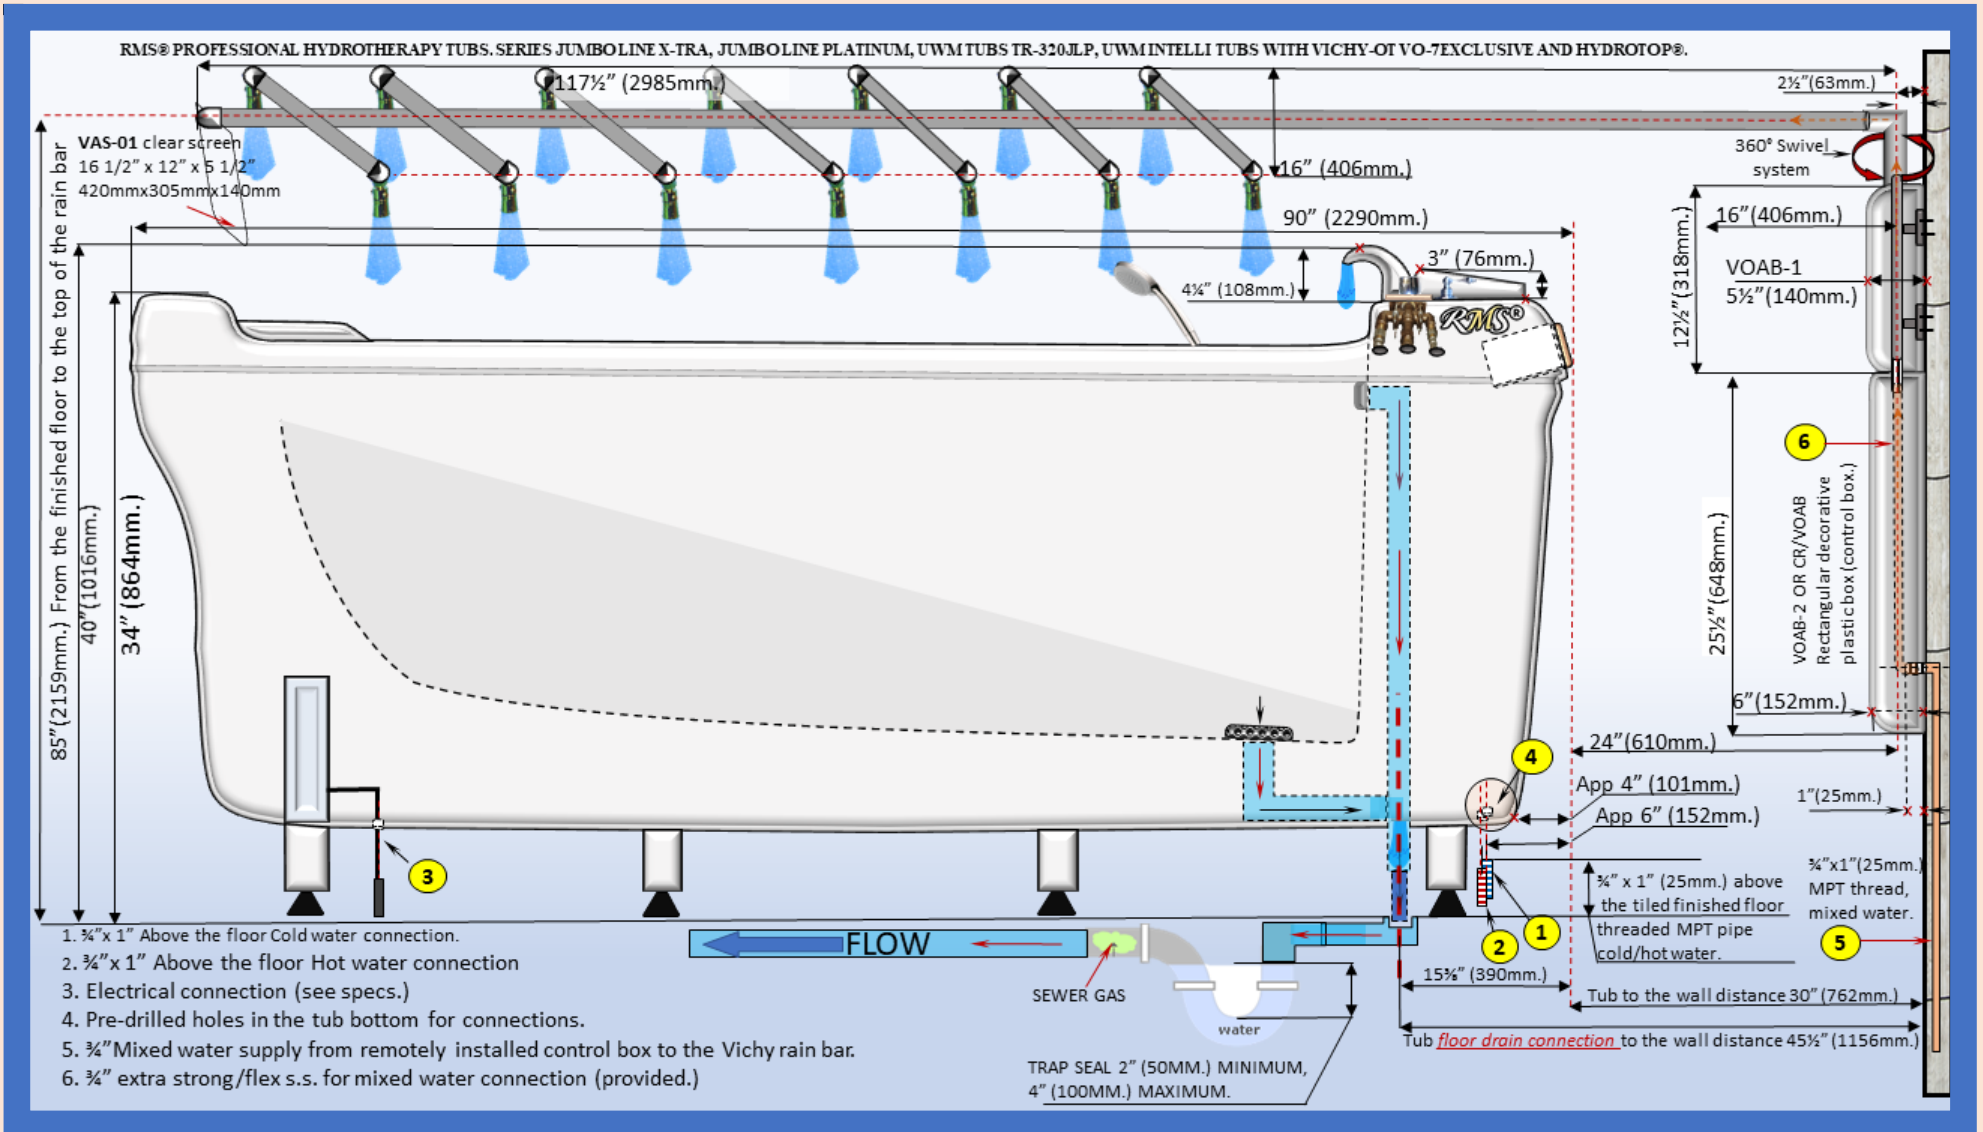 RMS® PROFESSIONAL HYDROTHERAPY TUBS. SERIES JUMBOLINE X-TRA, JUMBOLINE PLATINUM, UWM TUBS TR-320JLP, UWM INTELLI TUBS WITH VICHY-OT VO-7EXCLUSIVE AND HYDROTOP®.
117½” (2985mm.)
2½”(63mm.)
VAS-01 clear screen
16 1/2” x 12” x 5 1/2”
420mmx305mmx140mm
360° Swivel
system
16” (406mm.)
90” (2290mm.)
16”(406mm.)
3” (76mm.)
4¼” (108mm.)
VOAB-1
5½”(140mm.)
12½”(318mm.)
RMS®
85”(2159mm.) From the finished floor to the top of the rain bar
40”(1016mm.)
34” (864mm.)
6
25½”(648mm.)
VOAB-2 OR CR/VOAB
Rectangular decorative
plastic box (control box.)
6”(152mm.)
24”(610mm.)
4
App 4” (101mm.)
1”(25mm.)
App 6” (152mm.)
3
¾” x 1” (25mm.) above
the tiled finished floor
threaded MPT pipe
cold/hot water.
¾”x1”(25mm.)
MPT thread,
mixed water.
1
2
5
FLOW
SEWER GAS
water
15⅜” (390mm.)
Tub to the wall distance 30” (762mm.)
Tub floor drain connection to the wall distance 45½” (1156mm.)
TRAP SEAL 2” (50MM.) MINIMUM,
4” (100MM.) MAXIMUM.
1. ¾”x 1” Above the floor Cold water connection.
2. ¾”x 1” Above the floor Hot water connection
3. Electrical connection (see specs.)
4. Pre-drilled holes in the tub bottom for connections.
5. ¾”Mixed water supply from remotely installed control box to the Vichy rain bar.
6. ¾” extra strong/flex s.s. for mixed water connection (provided.)